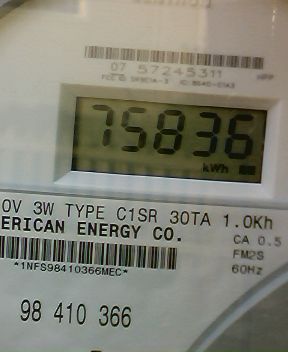 07 57245311
75836
kWh
0V 3W TYPE C1SR 30TA 1.0Kh
ERICAN ENERGY CO.
CA 0.5
FM2S
60Hz
*1NFS98410366MEC*
98 410 366